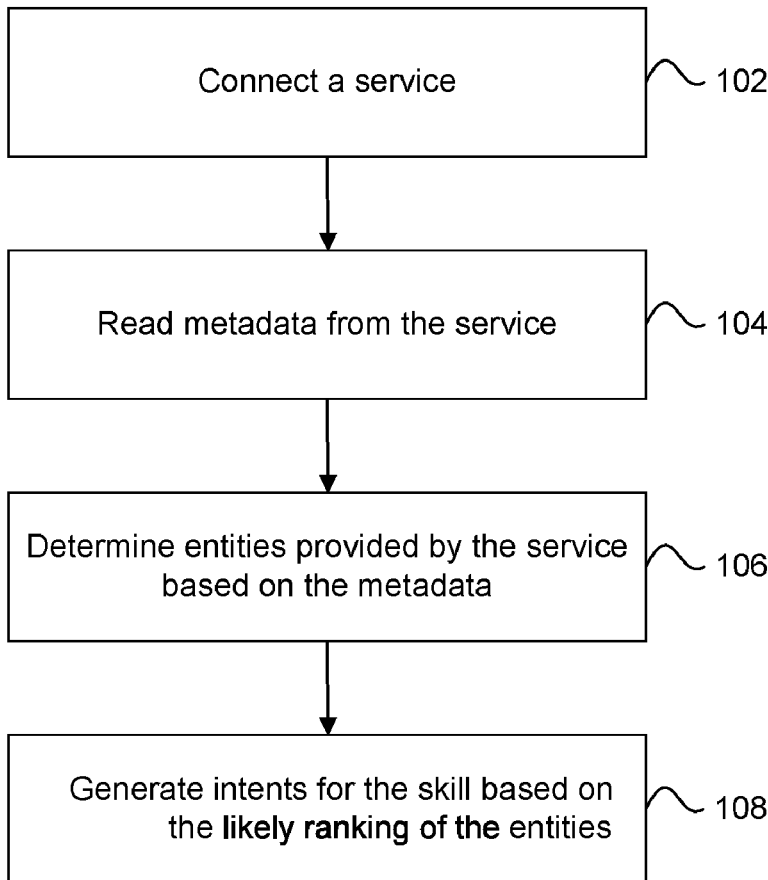 Connect a service
102
Read metadata from the service
104
Determine entities provided by the service
based on the metadata
106
Generate intents for the skill based on
the likely ranking of the entities
108